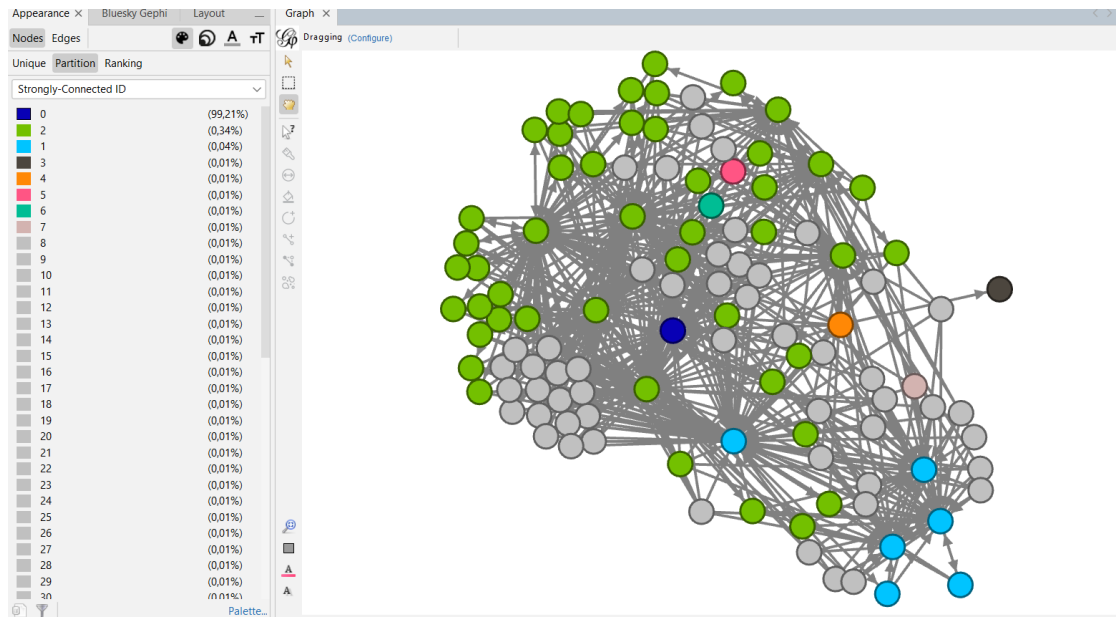 Appearance × Bluesky Gephi Layout
Graph ×
Nodes Edges
A
тT
Dragging (Configure)
Unique Partition Ranking
Strongly-Connected ID
0 (99,21%)
2 (0,34%)
1 (0,04%)
3 (0,01%)
4 (0,01%)
5 (0,01%)
6 (0,01%)
7 (0,01%)
8 (0,01%)
9 (0,01%)
10 (0,01%)
11 (0,01%)
12 (0,01%)
13 (0,01%)
14 (0,01%)
15 (0,01%)
16 (0,01%)
17 (0,01%)
18 (0,01%)
19 (0,01%)
20 (0,01%)
21 (0,01%)
22 (0,01%)
23 (0,01%)
24 (0,01%)
25 (0,01%)
26 (0,01%)
27 (0,01%)
28 (0,01%)
29 (0,01%)
30 (0,01%)
A
A
Palette...